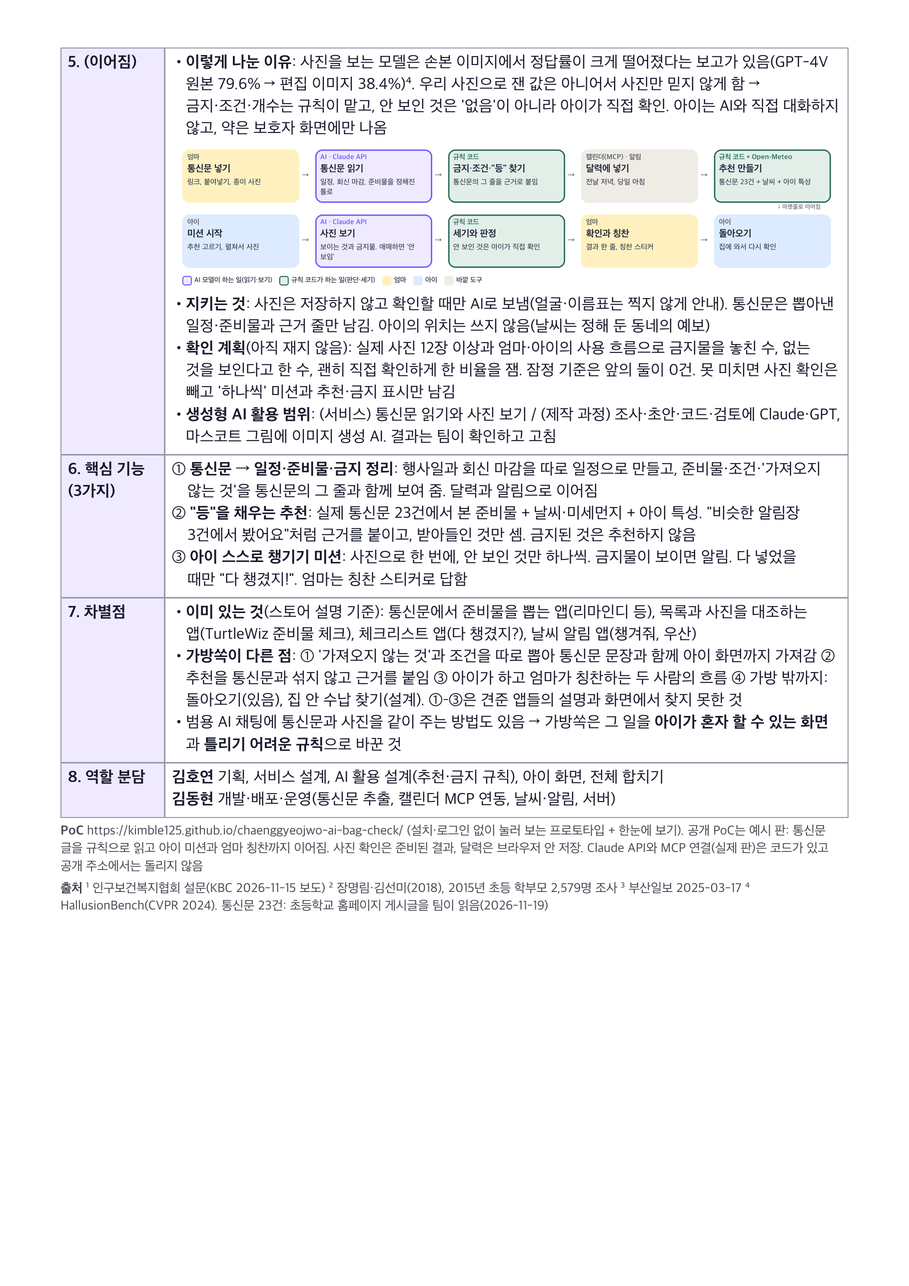 5. (이어짐)
• 이렇게 나눈 이유: 사진을 보는 모델은 손본 이미지에서 정답률이 크게 떨어졌다는 보고가 있음(GPT-4V
원본 79.6% → 편집 이미지 38.4%)⁴. 우리 사진으로 잰 값은 아니어서 사진만 믿지 않게 함 →
금지·조건·개수는 규칙이 맡고, 안 보인 것은 '없음'이 아니라 아이가 직접 확인. 아이는 AI와 직접 대화하지
않고, 약은 보호자 화면에만 나옴
엄마
통신문 넣기
링크, 붙여넣기, 종이 사진
→
AI · Claude API
통신문 읽기
일정, 회신 마감, 준비물을 정해진
틀로
→
규칙 코드
금지·조건·"등" 찾기
통신문의 그 줄을 근거로 붙임
→
캘린더(MCP) · 알림
달력에 넣기
전날 저녁, 당일 아침
→
규칙 코드 + Open-Meteo
추천 만들기
통신문 23건 + 날씨 + 아이 특성
↓ 아랫줄로 이어짐
아이
미션 시작
추천 고르기, 펼쳐서 사진
→
AI · Claude API
사진 보기
보이는 것과 금지물. 애매하면 '안
보임'
→
규칙 코드
세기와 판정
안 보인 것은 아이가 직접 확인
→
엄마
확인과 칭찬
결과 한 줄, 칭찬 스티커
→
아이
돌아오기
집에 와서 다시 확인
AI 모델이 하는 일(읽기·보기) 규칙 코드가 하는 일(판단·세기) 엄마 아이 바깥 도구
• 지키는 것: 사진은 저장하지 않고 확인할 때만 AI로 보냄(얼굴·이름표는 찍지 않게 안내). 통신문은 뽑아낸
일정·준비물과 근거 줄만 남김. 아이의 위치는 쓰지 않음(날씨는 정해 둔 동네의 예보)
• 확인 계획(아직 재지 않음): 실제 사진 12장 이상과 엄마·아이의 사용 흐름으로 금지물을 놓친 수, 없는
것을 보인다고 한 수, 괜히 직접 확인하게 한 비율을 잼. 잠정 기준은 앞의 둘이 0건. 못 미치면 사진 확인은
빼고 '하나씩' 미션과 추천·금지 표시만 남김
• 생성형 AI 활용 범위: (서비스) 통신문 읽기와 사진 보기 / (제작 과정) 조사·초안·코드·검토에 Claude·GPT,
마스코트 그림에 이미지 생성 AI. 결과는 팀이 확인하고 고침
6. 핵심 기능
(3가지)
① 통신문 → 일정·준비물·금지 정리: 행사일과 회신 마감을 따로 일정으로 만들고, 준비물·조건·'가져오지
않는 것'을 통신문의 그 줄과 함께 보여 줌. 달력과 알림으로 이어짐
② "등"을 채우는 추천: 실제 통신문 23건에서 본 준비물 + 날씨·미세먼지 + 아이 특성. "비슷한 알림장
3건에서 봤어요"처럼 근거를 붙이고, 받아들인 것만 셈. 금지된 것은 추천하지 않음
③ 아이 스스로 챙기기 미션: 사진으로 한 번에, 안 보인 것만 하나씩. 금지물이 보이면 알림. 다 넣었을
때만 "다 챙겼지!". 엄마는 칭찬 스티커로 답함
7. 차별점
• 이미 있는 것(스토어 설명 기준): 통신문에서 준비물을 뽑는 앱(리마인디 등), 목록과 사진을 대조하는
앱(TurtleWiz 준비물 체크), 체크리스트 앱(다 챙겼지?), 날씨 알림 앱(챙겨줘, 우산)
• 가방쏙이 다른 점: ① '가져오지 않는 것'과 조건을 따로 뽑아 통신문 문장과 함께 아이 화면까지 가져감 ②
추천을 통신문과 섞지 않고 근거를 붙임 ③ 아이가 하고 엄마가 칭찬하는 두 사람의 흐름 ④ 가방 밖까지:
돌아오기(있음), 집 안 수납 찾기(설계). ①-③은 견준 앱들의 설명과 화면에서 찾지 못한 것
• 범용 AI 채팅에 통신문과 사진을 같이 주는 방법도 있음 → 가방쏙은 그 일을 아이가 혼자 할 수 있는 화면
과 틀리기 어려운 규칙으로 바꾼 것
8. 역할 분담
김호연 기획, 서비스 설계, AI 활용 설계(추천·금지 규칙), 아이 화면, 전체 합치기
김동현 개발·배포·운영(통신문 추출, 캘린더 MCP 연동, 날씨·알림, 서버)
PoC https://kimble125.github.io/chaenggyeojwo-ai-bag-check/ (설치·로그인 없이 눌러 보는 프로토타입 + 한눈에 보기). 공개 PoC는 예시 판: 통신문
글을 규칙으로 읽고 아이 미션과 엄마 칭찬까지 이어짐. 사진 확인은 준비된 결과, 달력은 브라우저 안 저장. Claude API와 MCP 연결(실제 판)은 코드가 있고
공개 주소에서는 돌리지 않음
출처 ¹ 인구보건복지협회 설문(KBC 2026-11-15 보도) ² 장명림·김선미(2018), 2015년 초등 학부모 2,579명 조사 ³ 부산일보 2025-03-17 ⁴
HallusionBench(CVPR 2024). 통신문 23건: 초등학교 홈페이지 게시글을 팀이 읽음(2026-11-19)